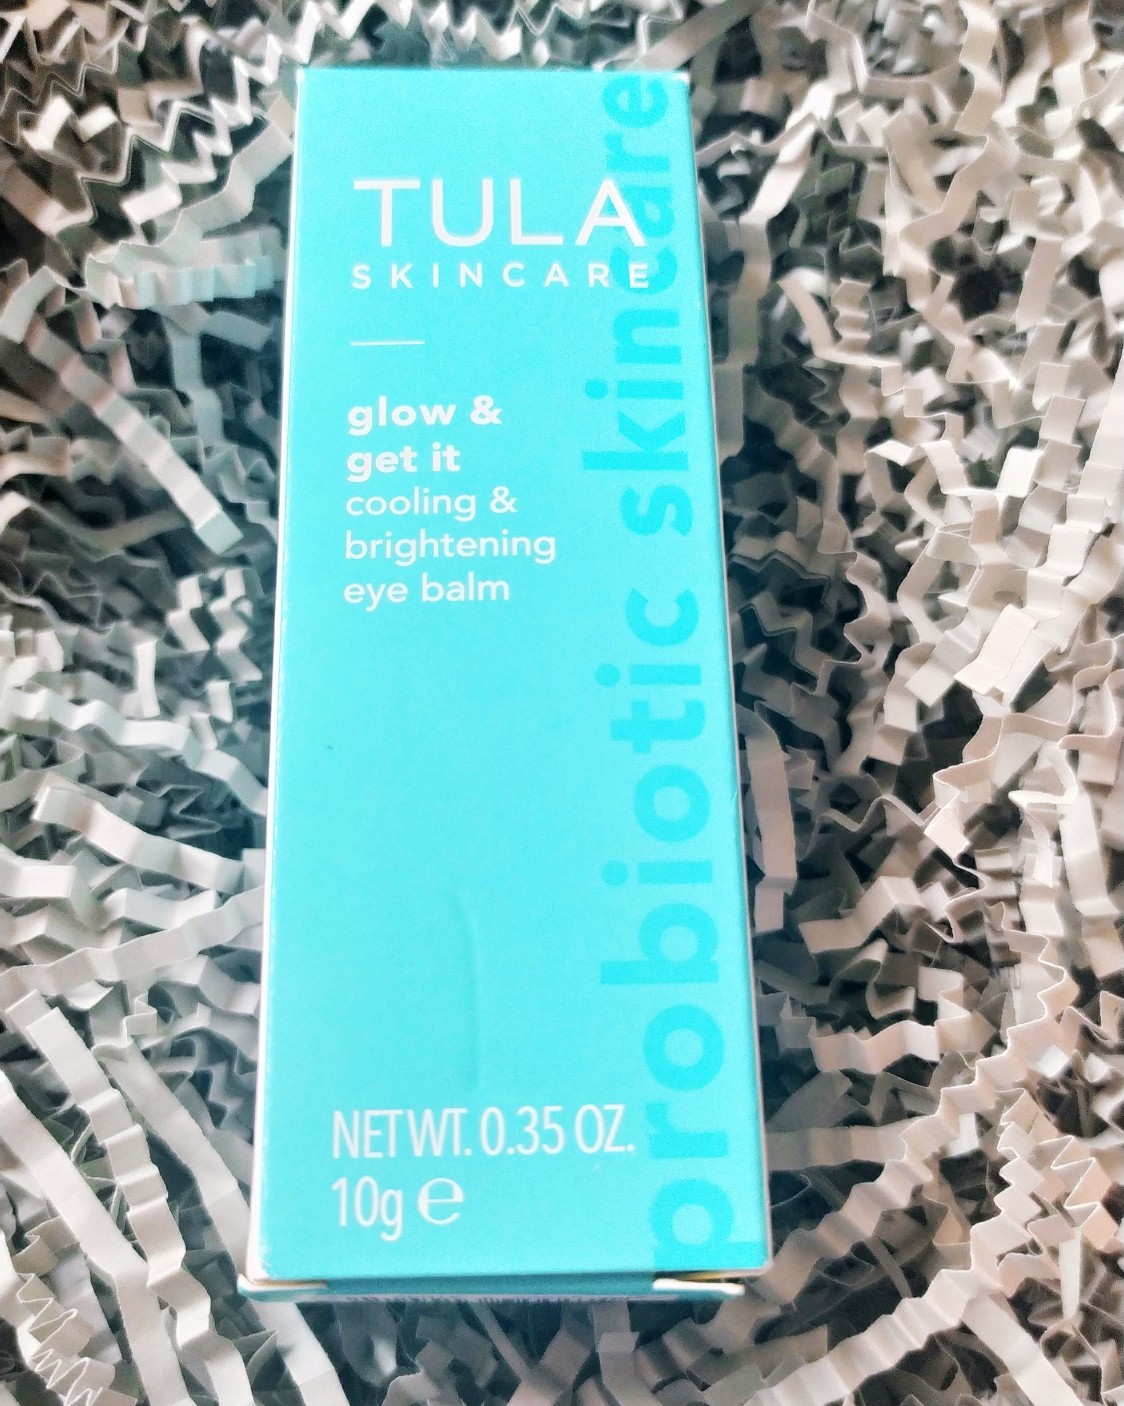 TULA
SKINCARE
glow &
get it
cooling &
brightening
eye balm
NET WT. 0.35 OZ.
10g ℮
probiotic skincare